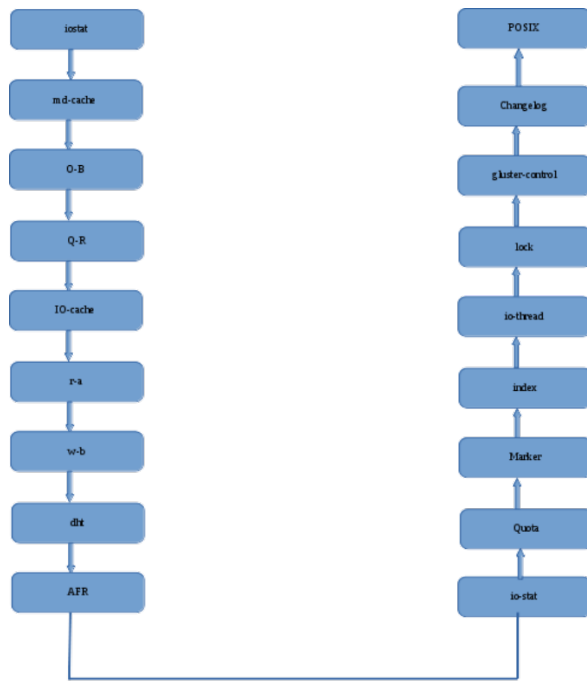 iostat
md-cache
O-B
Q-R
IO-cache
r-a
w-b
dht
AFR
POSIX
Changelog
gluster-control
lock
io-thread
index
Marker
Quota
io-stat